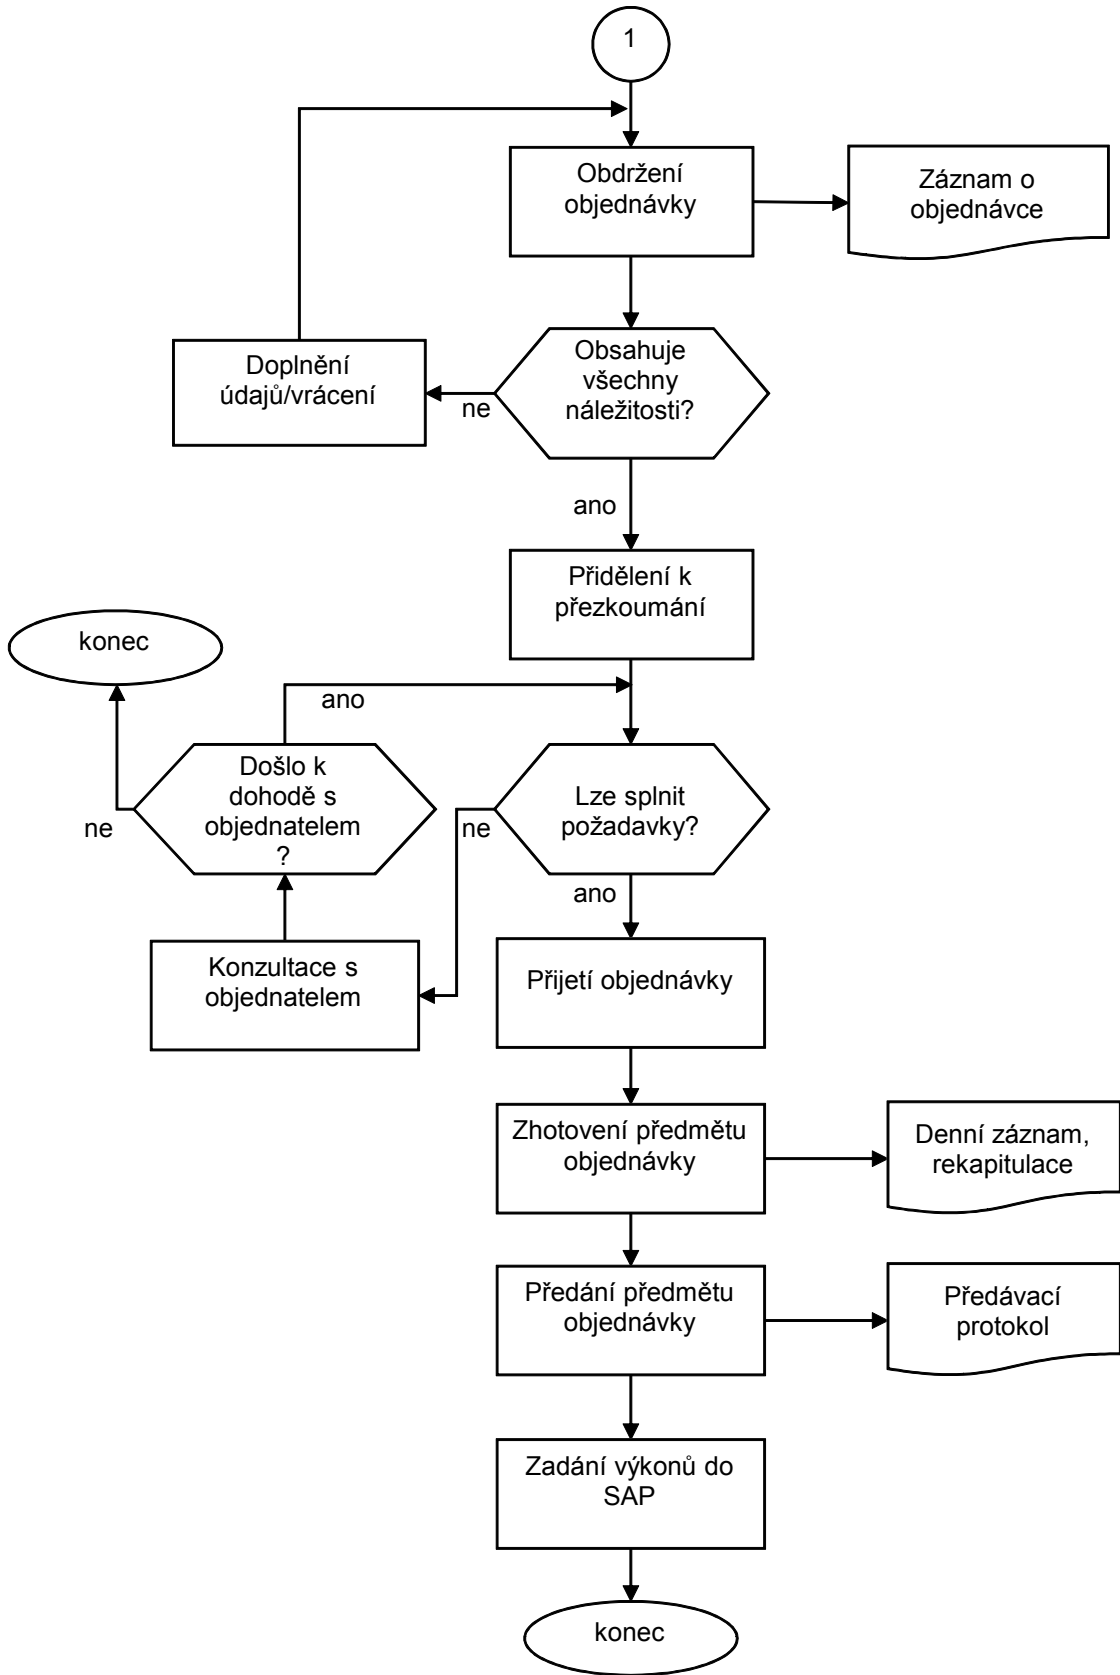 1
Obdržení
objednávky
Záznam o
objednávce
Obsahuje
všechny
náležitosti?
Doplnění
údajů/vrácení
ne
ano
Přidělení k
přezkoumání
konec
ano
Došlo k
dohodě s
objednatelem
?
ne
Lze splnit
požadavky?
ne
ano
Konzultace s
objednatelem
Přijetí objednávky
Zhotovení předmětu
objednávky
Denní záznam,
rekapitulace
Předání předmětu
objednávky
Předávací
protokol
Zadání výkonů do
SAP
konec